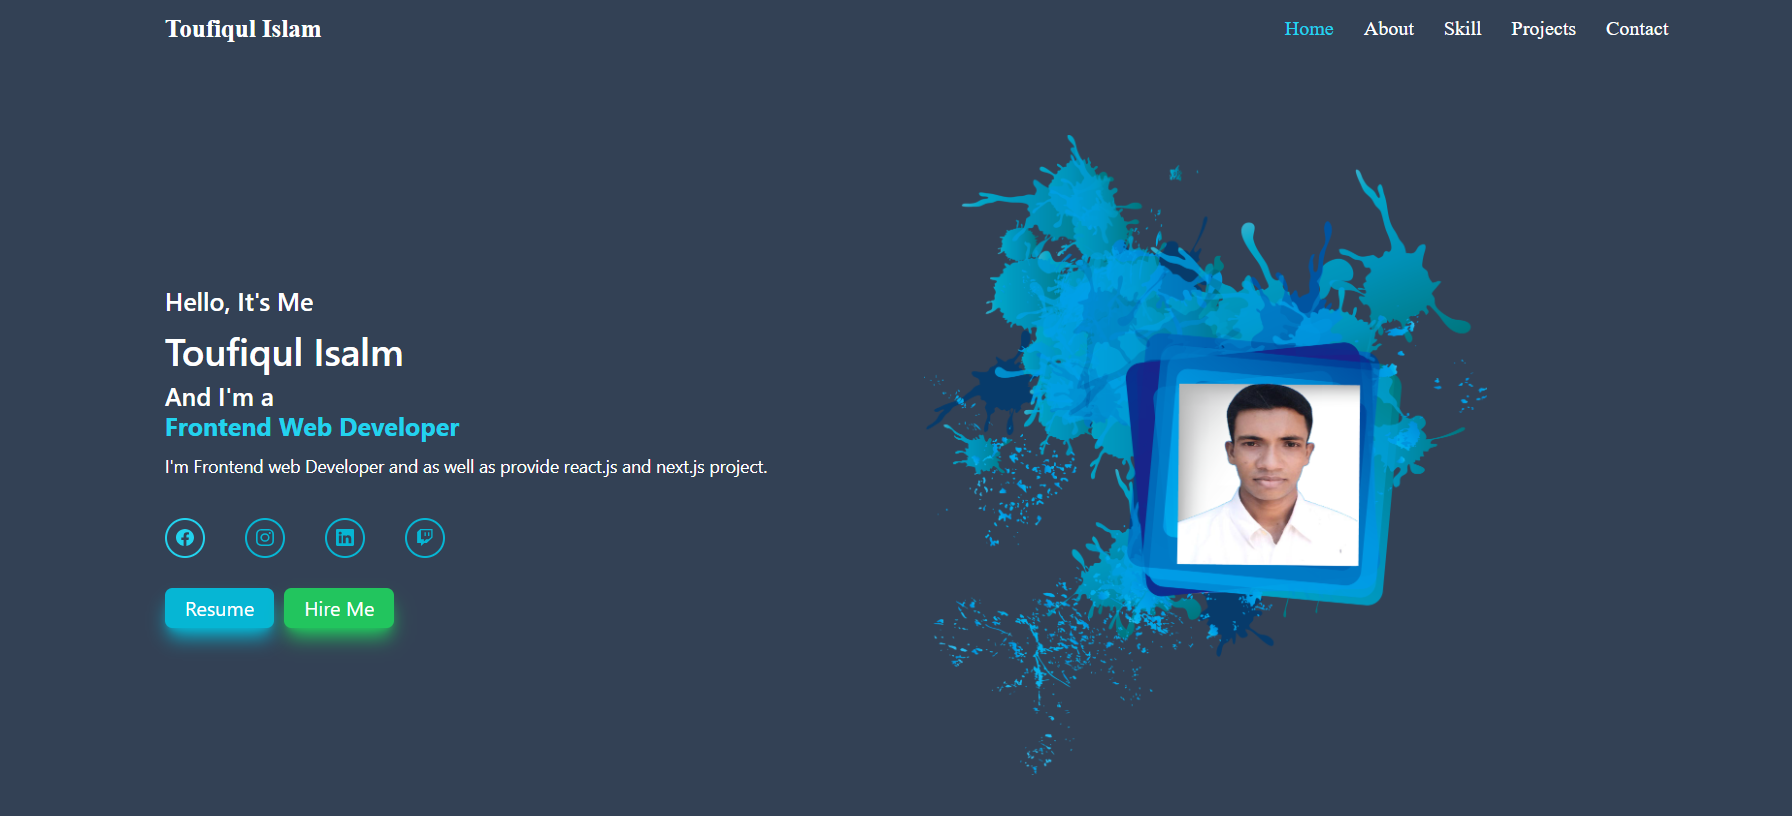 Toufiqul Islam
Home About Skill Projects Contact
Hello, It's Me
Toufiqul Isalm
And I'm a
Frontend Web Developer
I'm Frontend web Developer and as well as provide react.js and next.js project.
Resume Hire Me